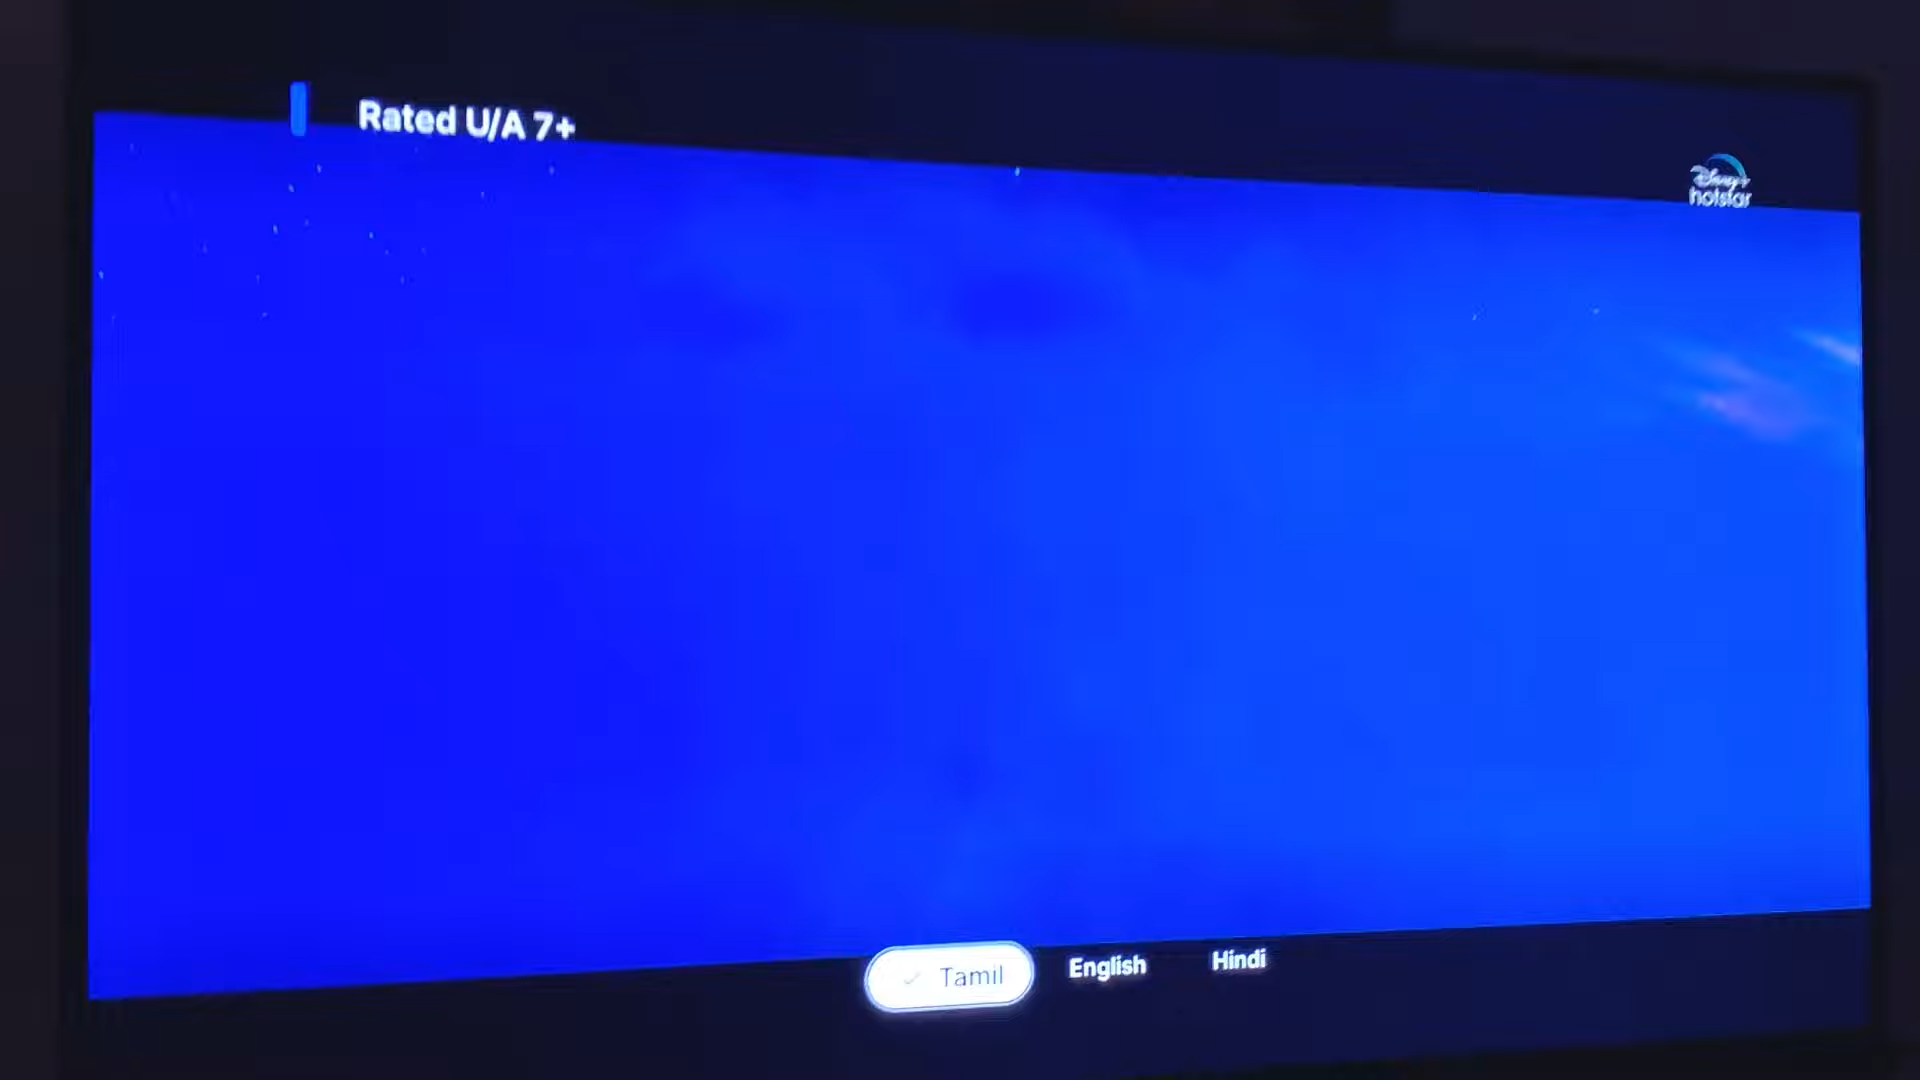 Rated U/A 7+
Disney+
hotstar
Tamil
English
Hindi